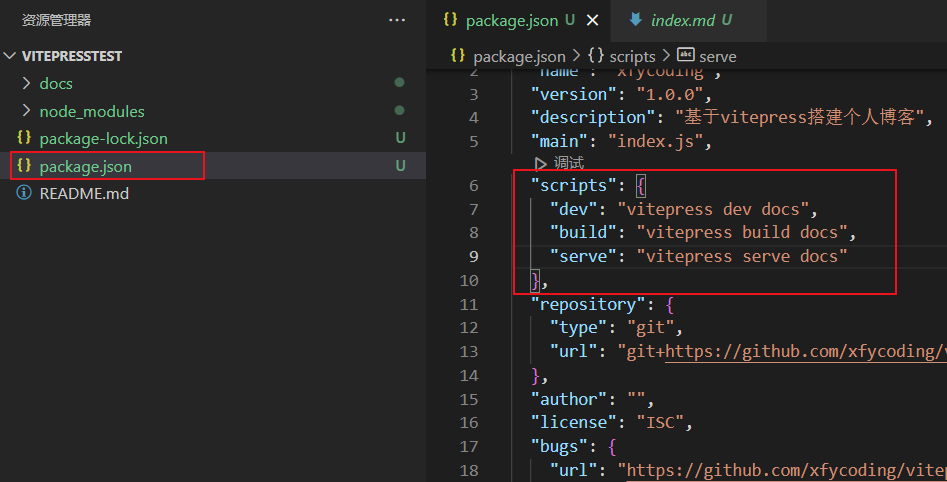 资源管理器 ···
VITEPRESSTEST
docs
node_modules
package-lock.json U
package.json U
README.md
package.json U
index.md U
package.json > {} scripts > serve
2 "name": "xfycoding",
3 "version": "1.0.0",
4 "description": "基于vitepress搭建个人博客",
5 "main": "index.js",
调试
6 "scripts": {
7 "dev": "vitepress dev docs",
8 "build": "vitepress build docs",
9 "serve": "vitepress serve docs"
10 },
11 "repository": {
12 "type": "git",
13 "url": "git+https://github.com/xfycoding/v
14 },
15 "author": "",
16 "license": "ISC",
17 "bugs": {
18 "url": "https://github.com/xfycoding/vitep